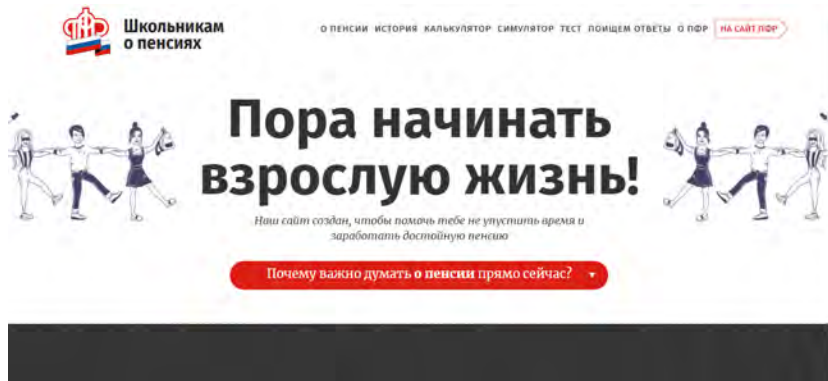 Школьникам
о пенсиях
О ПЕНСИИ ИСТОРИЯ КАЛЬКУЛЯТОР СИМУЛЯТОР ТЕСТ ПОИЩЕМ ОТВЕТЫ О ПФР НА САЙТ ПФР
Пора начинать
взрослую жизнь!
Наш сайт создан, чтобы помочь тебе не упустить время и
заработать достойную пенсию
Почему важно думать о пенсии прямо сейчас?